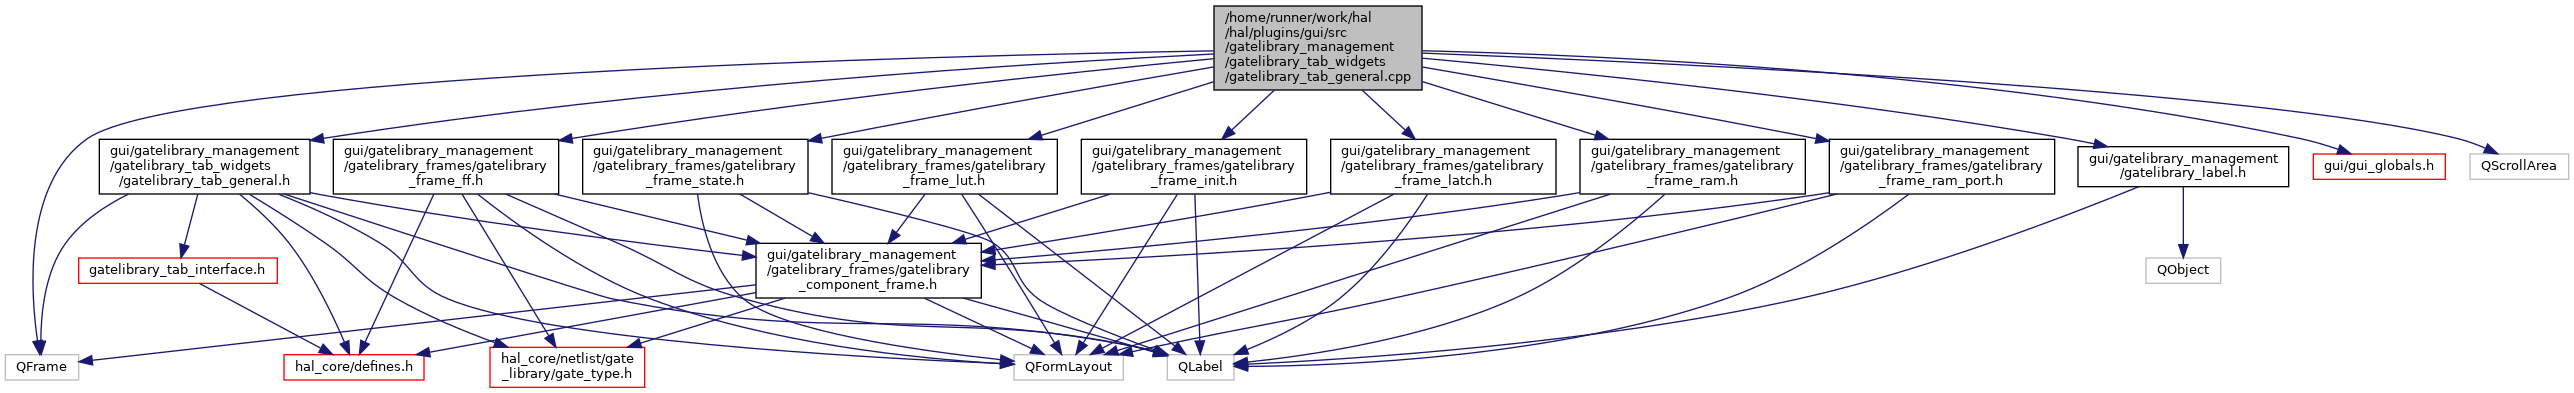 /home/runner/work/hal
/hal/plugins/gui/src
/gatelibrary_management
/gatelibrary_tab_widgets
/gatelibrary_tab_general.cpp
gui/gatelibrary_management
/gatelibrary_tab_widgets
/gatelibrary_tab_general.h
gui/gatelibrary_management
/gatelibrary_frames/gatelibrary
_frame_ff.h
gui/gatelibrary_management
/gatelibrary_frames/gatelibrary
_frame_state.h
gui/gatelibrary_management
/gatelibrary_frames/gatelibrary
_frame_lut.h
gui/gatelibrary_management
/gatelibrary_frames/gatelibrary
_frame_init.h
gui/gatelibrary_management
/gatelibrary_frames/gatelibrary
_frame_latch.h
gui/gatelibrary_management
/gatelibrary_frames/gatelibrary
_frame_ram.h
gui/gatelibrary_management
/gatelibrary_frames/gatelibrary
_frame_ram_port.h
gui/gatelibrary_management
/gatelibrary_label.h
gui/gui_globals.h
QScrollArea
gatelibrary_tab_interface.h
gui/gatelibrary_management
/gatelibrary_frames/gatelibrary
_component_frame.h
QObject
QFrame
hal_core/defines.h
hal_core/netlist/gate
_library/gate_type.h
QFormLayout
QLabel